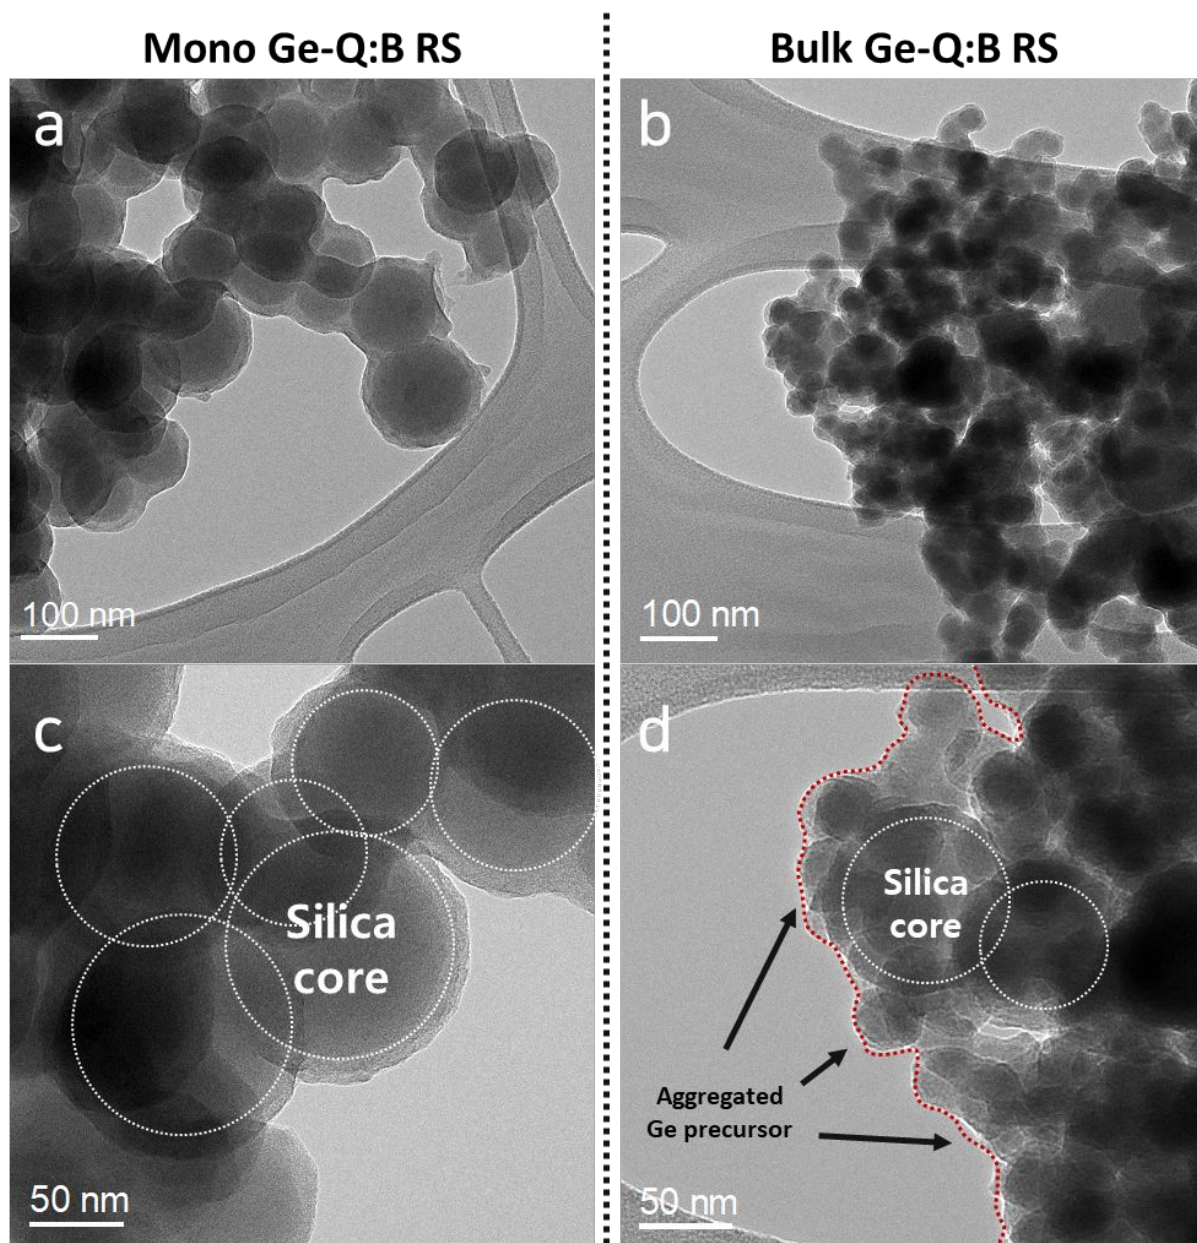 Mono Ge-Q:B RS
Bulk Ge-Q:B RS
a
b
100 nm
100 nm
c
d
Silica
core
Silica
core
Aggregated
Ge precursor
50 nm
50 nm